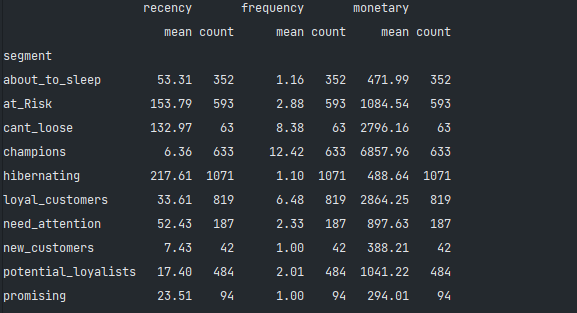 recency frequency monetary
mean count mean count mean count
segment
about_to_sleep 53.31 352 1.16 352 471.99 352
at_Risk 153.79 593 2.88 593 1084.54 593
cant_loose 132.97 63 8.38 63 2796.16 63
champions 6.36 633 12.42 633 6857.96 633
hibernating 217.61 1071 1.10 1071 488.64 1071
loyal_customers 33.61 819 6.48 819 2864.25 819
need_attention 52.43 187 2.33 187 897.63 187
new_customers 7.43 42 1.00 42 388.21 42
potential_loyalists 17.40 484 2.01 484 1041.22 484
promising 23.51 94 1.00 94 294.01 94